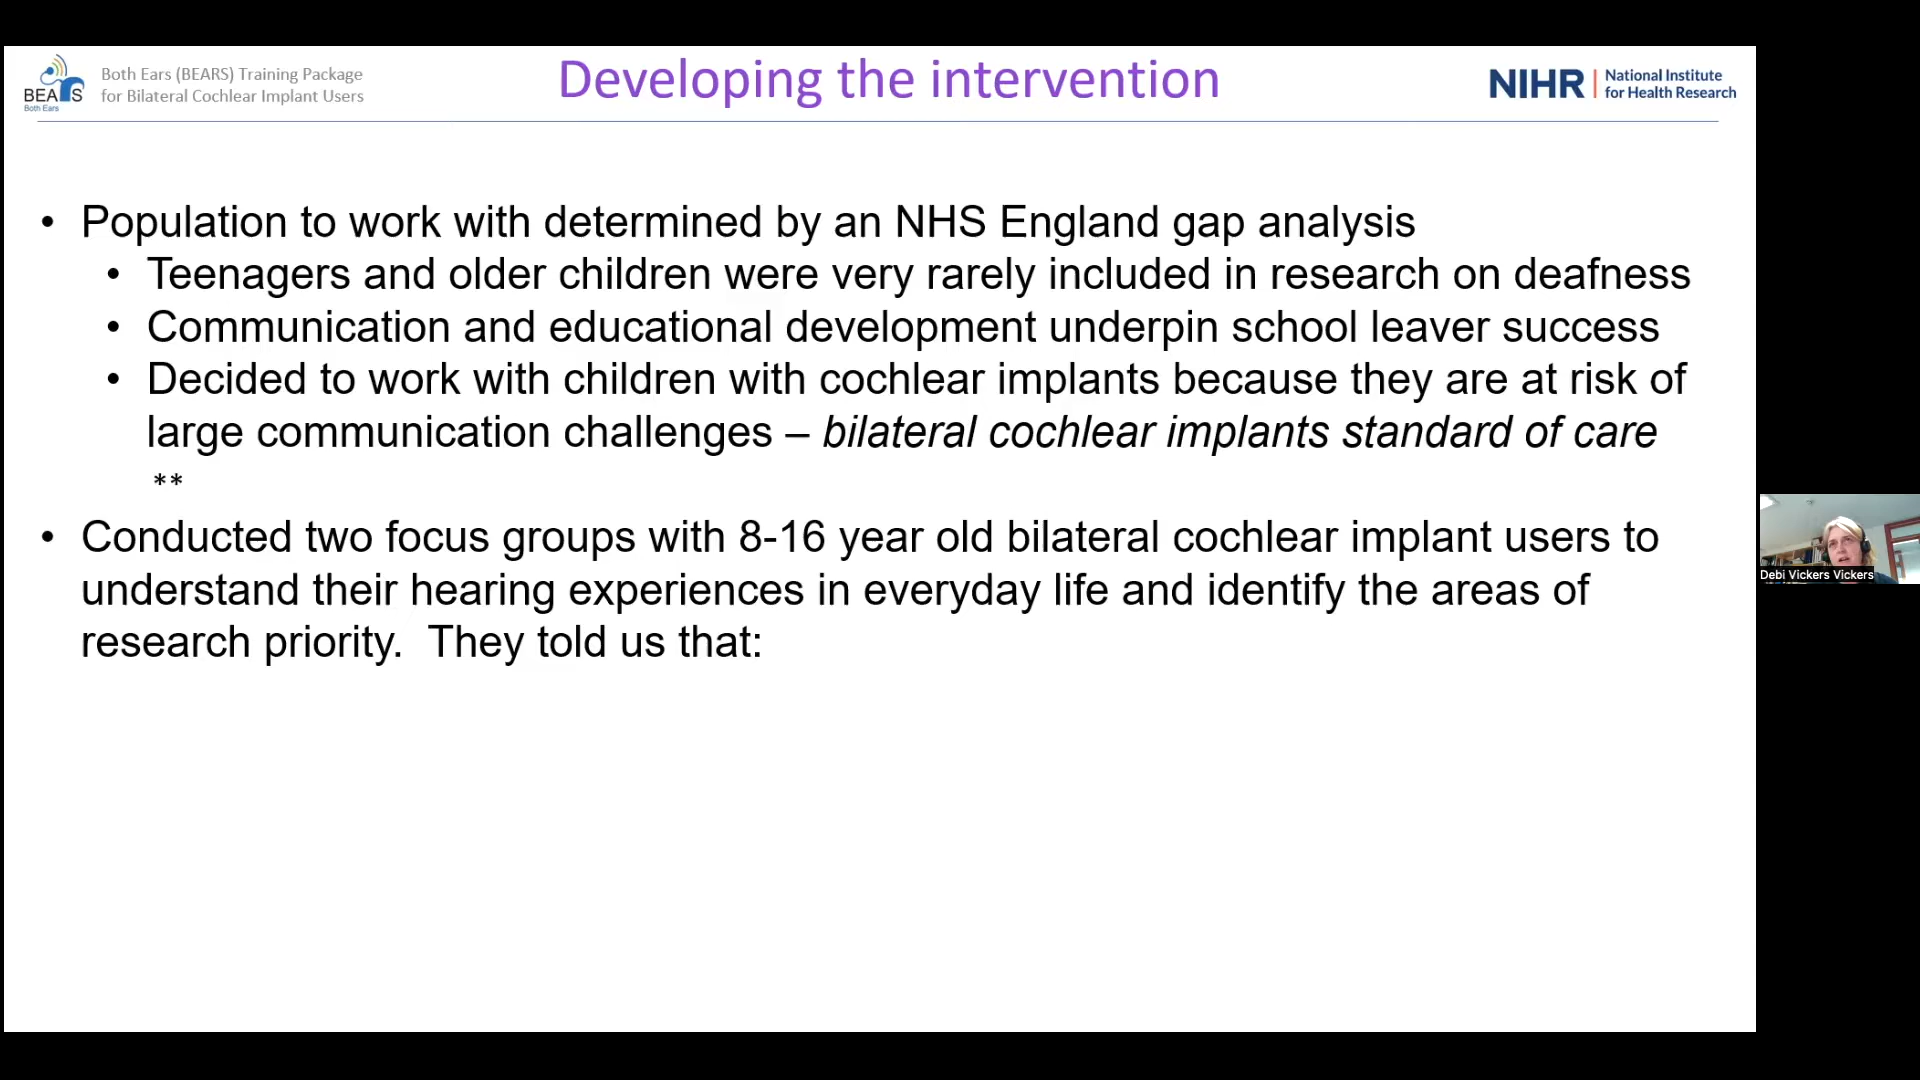 BEARS
Both Ears
Both Ears (BEARS) Training Package
for Bilateral Cochlear Implant Users
Developing the intervention
NIHR | National Institute
for Health Research
• Population to work with determined by an NHS England gap analysis
• Teenagers and older children were very rarely included in research on deafness
• Communication and educational development underpin school leaver success
• Decided to work with children with cochlear implants because they are at risk of
large communication challenges – bilateral cochlear implants standard of care
**
• Conducted two focus groups with 8-16 year old bilateral cochlear implant users to
understand their hearing experiences in everyday life and identify the areas of
research priority.  They told us that:
Debi Vickers Vickers